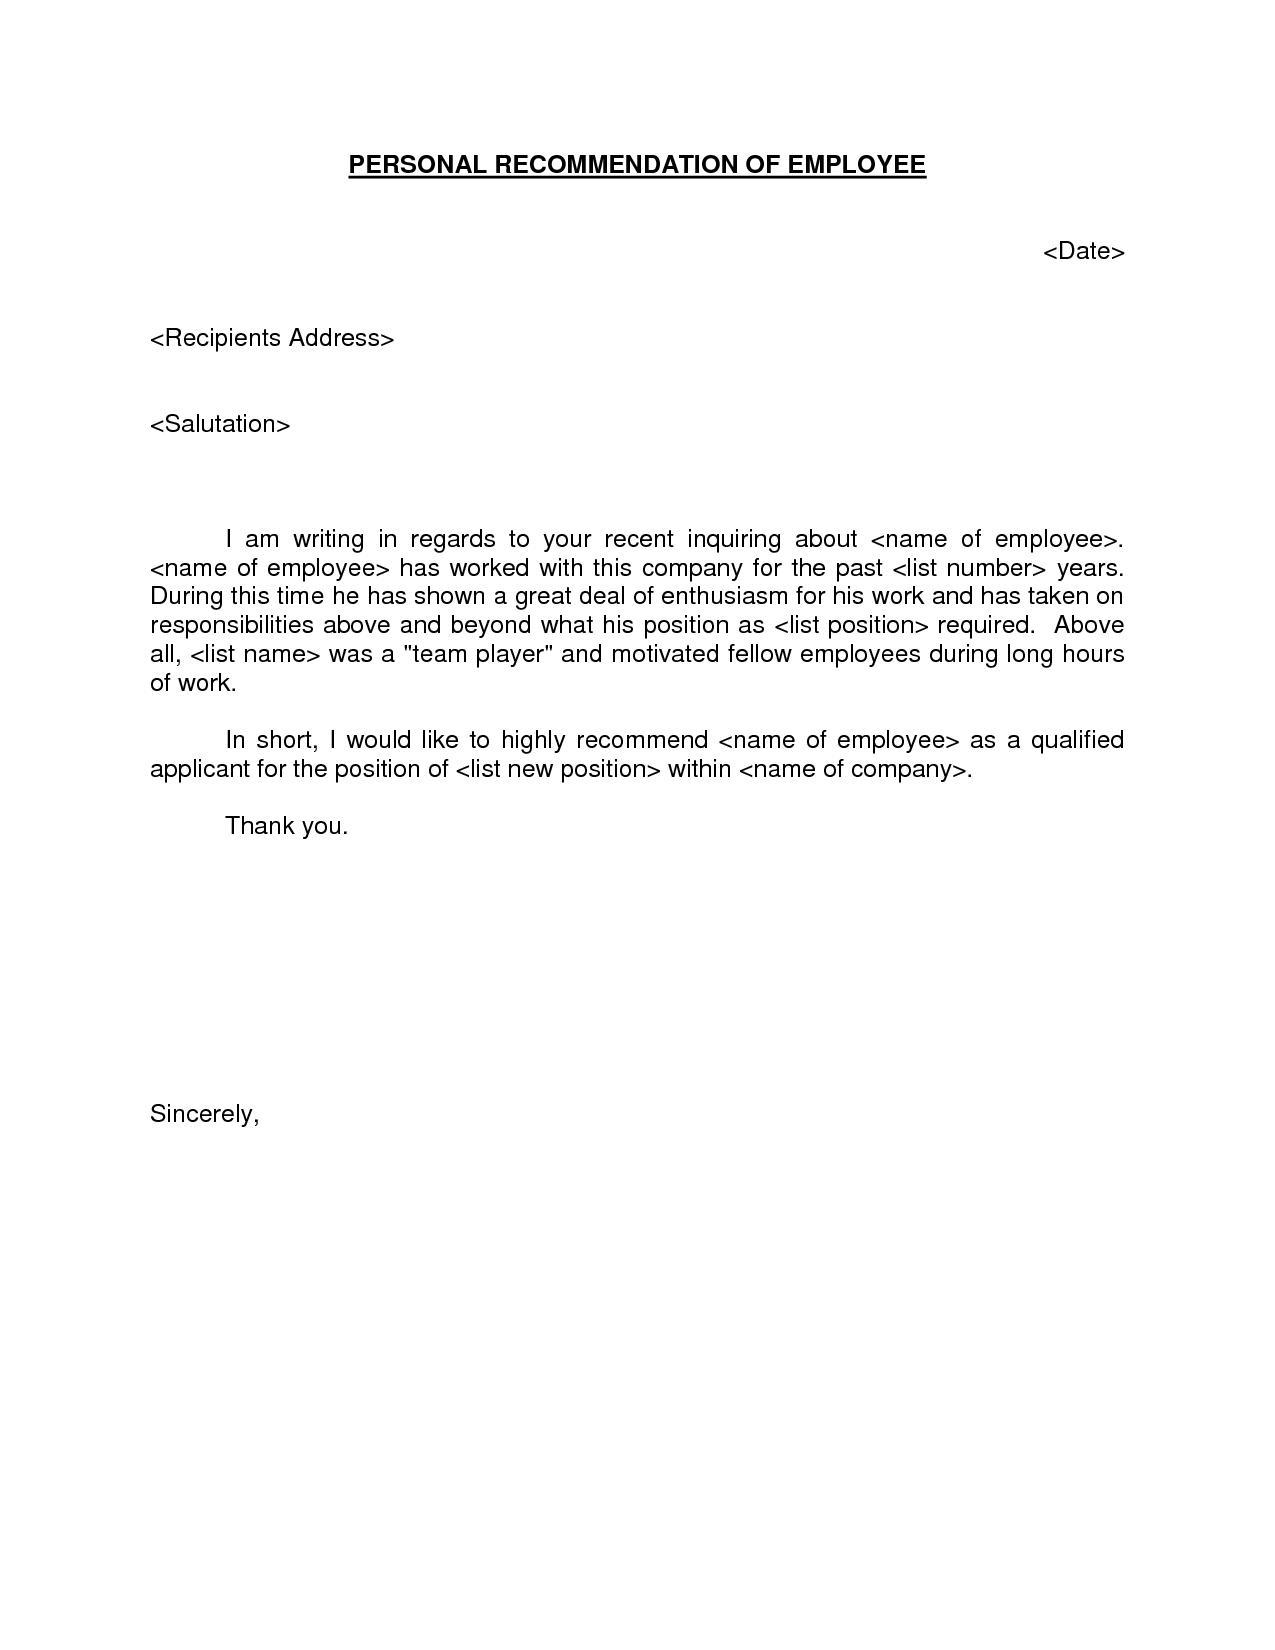 PERSONAL RECOMMENDATION OF EMPLOYEE
<Date>
<Recipients Address>
<Salutation>
I am writing in regards to your recent inquiring about <name of employee>.
<name of employee> has worked with this company for the past <list number> years.
During this time he has shown a great deal of enthusiasm for his work and has taken on
responsibilities above and beyond what his position as <list position> required.  Above
all, <list name> was a "team player" and motivated fellow employees during long hours
of work.
In short, I would like to highly recommend <name of employee> as a qualified
applicant for the position of <list new position> within <name of company>.
Thank you.
Sincerely,